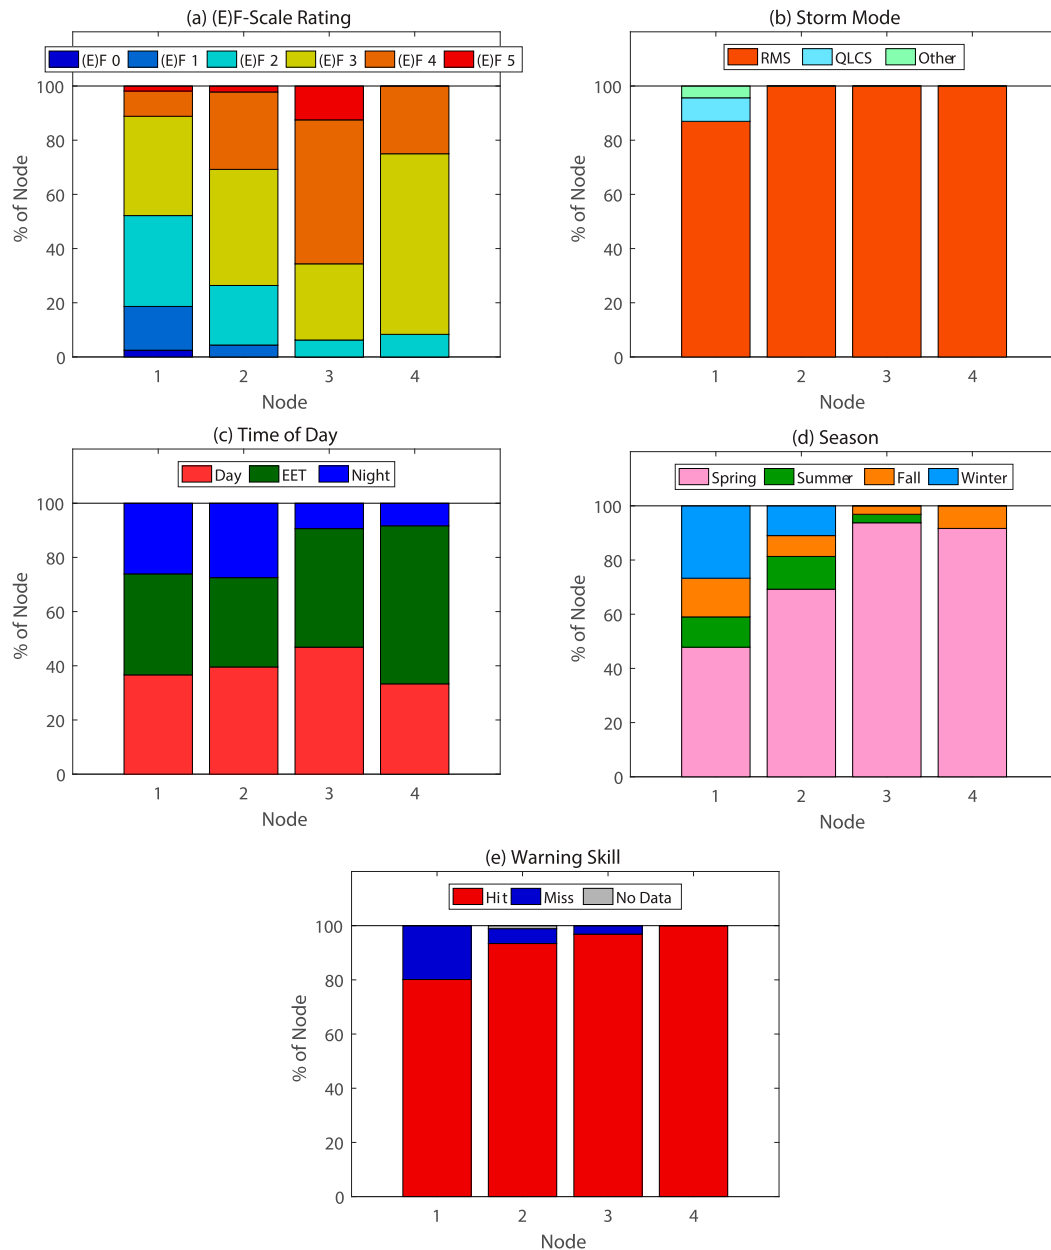 (a) (E)F-Scale Rating
(E)F 0 (E)F 1 (E)F 2 (E)F 3 (E)F 4 (E)F 5
100
80
60
40
20
0
% of Node
1 2 3 4
Node
(b) Storm Mode
RMS QLCS Other
100
80
60
40
20
0
% of Node
1 2 3 4
Node
(c) Time of Day
Day EET Night
100
80
60
40
20
0
% of Node
1 2 3 4
Node
(d) Season
Spring Summer Fall Winter
100
80
60
40
20
0
% of Node
1 2 3 4
Node
(e) Warning Skill
Hit Miss No Data
100
80
60
40
20
0
% of Node
1 2 3 4
Node